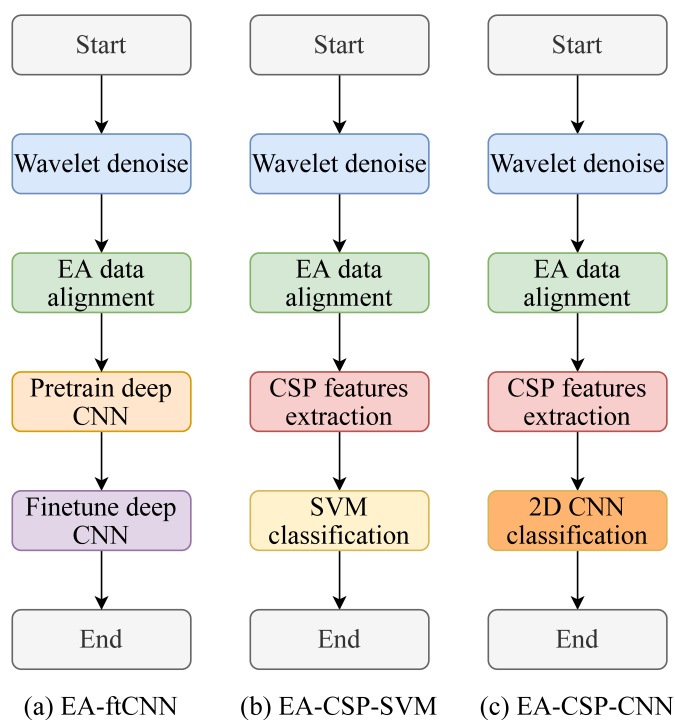 Start
Wavelet denoise
EA data
alignment
Pretrain deep
CNN
Finetune deep
CNN
End
(a) EA-ftCNN
Start
Wavelet denoise
EA data
alignment
CSP features
extraction
SVM
classification
End
(b) EA-CSP-SVM
Start
Wavelet denoise
EA data
alignment
CSP features
extraction
2D CNN
classification
End
(c) EA-CSP-CNN